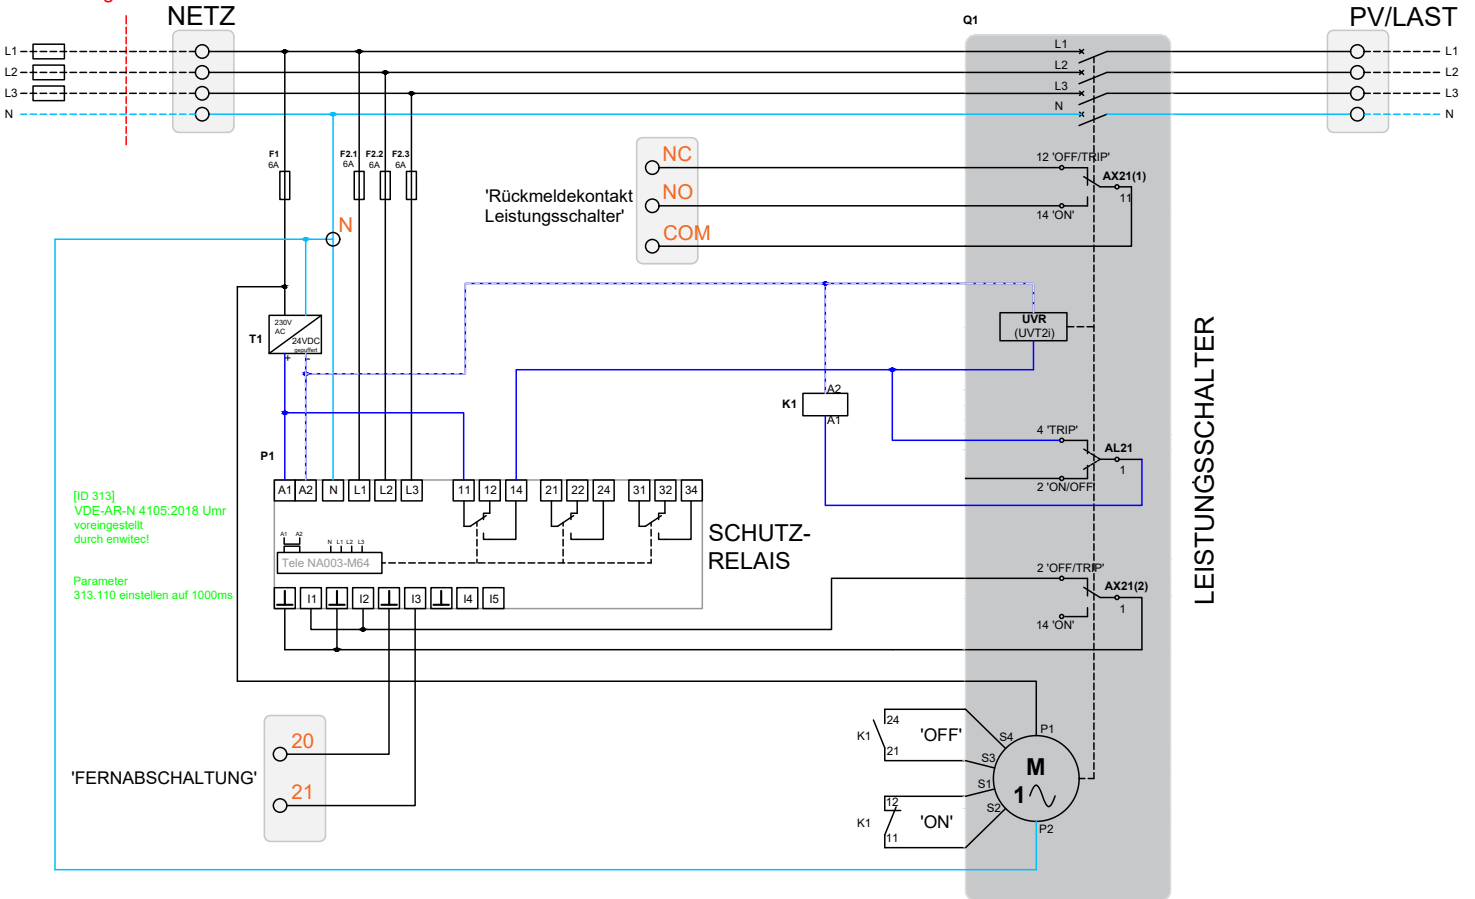 NETZ
Q1
PV/LAST
L1
L1
L1
L2
L2
L2
L3
L3
L3
N
N
N
F1
6A
F2.1
6A
F2.2
6A
F2.3
6A
NC
NO
COM
'Rückmeldekontakt
Leistungsschalter'
12 'OFF/TRIP'
AX21(1)
11
14 'ON'
N
230V
AC
24VDC
gepuffert
+
-
T1
UVR
(UVT2i)
LEISTUNGSSCHALTER
K1
A2
A1
4 'TRIP'
AL21
1
2 'ON/OFF'
P1
A1 A2 N L1 L2 L3 11 12 14 21 22 24 31 32 34
[ID 313]
VDE-AR-N 4105:2018 Umr
voreingestellt
durch enwitec!
A1 A2 N L1 L2 L3
Tele NA003-M64
SCHUTZ-
RELAIS
Parameter
313.110 einstellen auf 1000ms
I1 I2 I3 I4 I5
2 'OFF/TRIP'
AX21(2)
1
14 'ON'
20
21
'FERNABSCHALTUNG'
K1
24
21
'OFF'
S4
S3
P1
M
1
S1
S2
P2
K1
12
11
'ON'